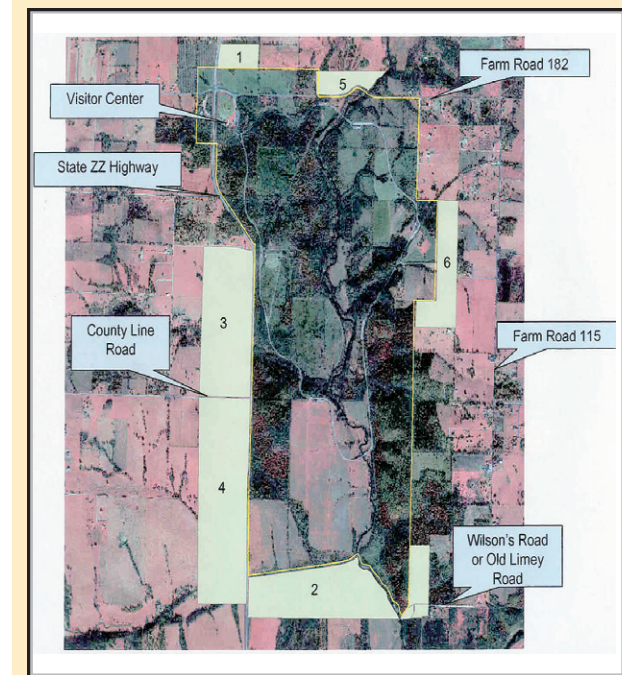 1
5
Farm Road 182
Visitor Center
State ZZ Highway
6
3
County Line
Road
Farm Road 115
4
Wilson's Road
or Old Limey
Road
2